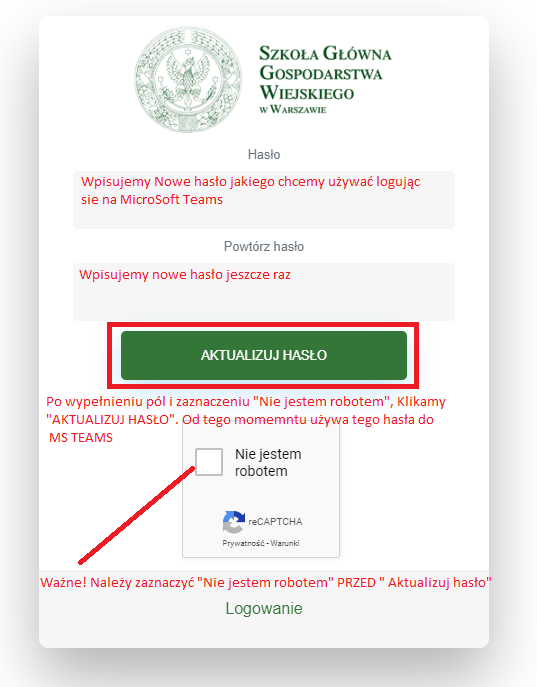 SZKOŁA GŁÓWNA
GOSPODARSTWA
WIEJSKIEGO
W WARSZAWIE
Hasło
Wpisujemy Nowe hasło jakiego chcemy używać logując
sie na MicroSoft Teams
Powtórz hasło
Wpisujemy nowe hasło jeszcze raz
AKTUALIZUJ HASŁO
Po wypełnieniu pól i zaznaczeniu "Nie jestem robotem", Klikamy
"AKTUALIZUJ HASŁO". Od tego momemntu używa tego hasła do
MS TEAMS
Nie jestem
robotem
reCAPTCHA
Prywatność - Warunki
Ważne! Należy zaznaczyć "Nie jestem robotem" PRZED " Aktualizuj hasło"
Logowanie